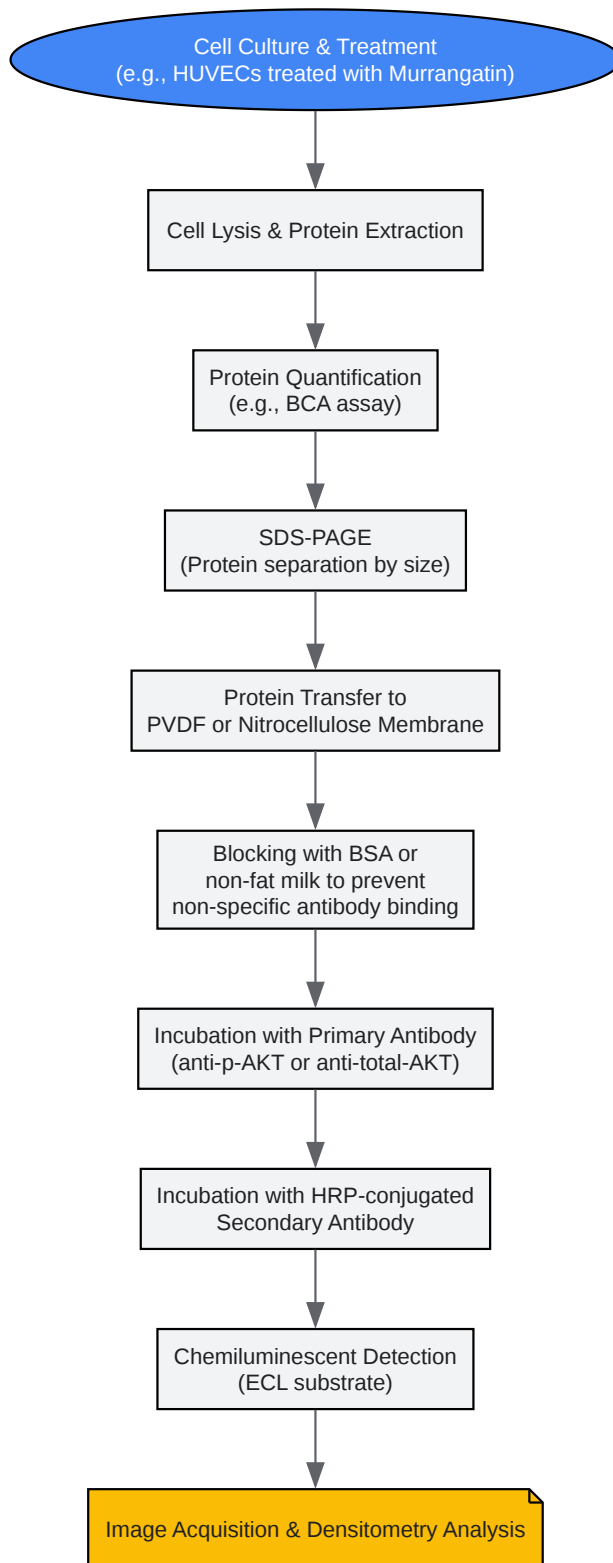 Cell Culture & Treatment
(e.g., HUVECs treated with Murrangatin)
Cell Lysis & Protein Extraction
Protein Quantification
(e.g., BCA assay)
SDS-PAGE
(Protein separation by size)
Protein Transfer to
PVDF or Nitrocellulose Membrane
Blocking with BSA or
non-fat milk to prevent
non-specific antibody binding
Incubation with Primary Antibody
(anti-p-AKT or anti-total-AKT)
Incubation with HRP-conjugated
Secondary Antibody
Chemiluminescent Detection
(ECL substrate)
Image Acquisition & Densitometry Analysis